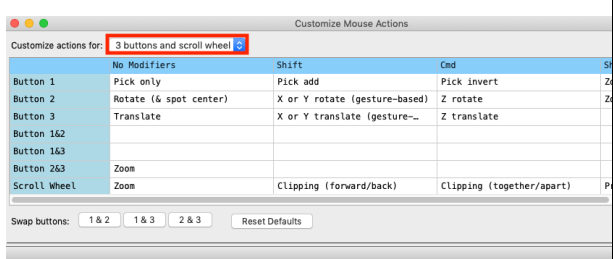 Customize Mouse Actions
Customize actions for: 3 buttons and scroll wheel
No Modifiers Shift Cmd Sh
Button 1 Pick only Pick add Pick invert Zo
Button 2 Rotate (& spot center) X or Y rotate (gesture-based) Z rotate Zo
Button 3 Translate X or Y translate (gesture-… Z translate
Button 1&2
Button 1&3
Button 2&3 Zoom
Scroll Wheel Zoom Clipping (forward/back) Clipping (together/apart) P
Swap buttons: 1 & 2 1 & 3 2 & 3 Reset Defaults